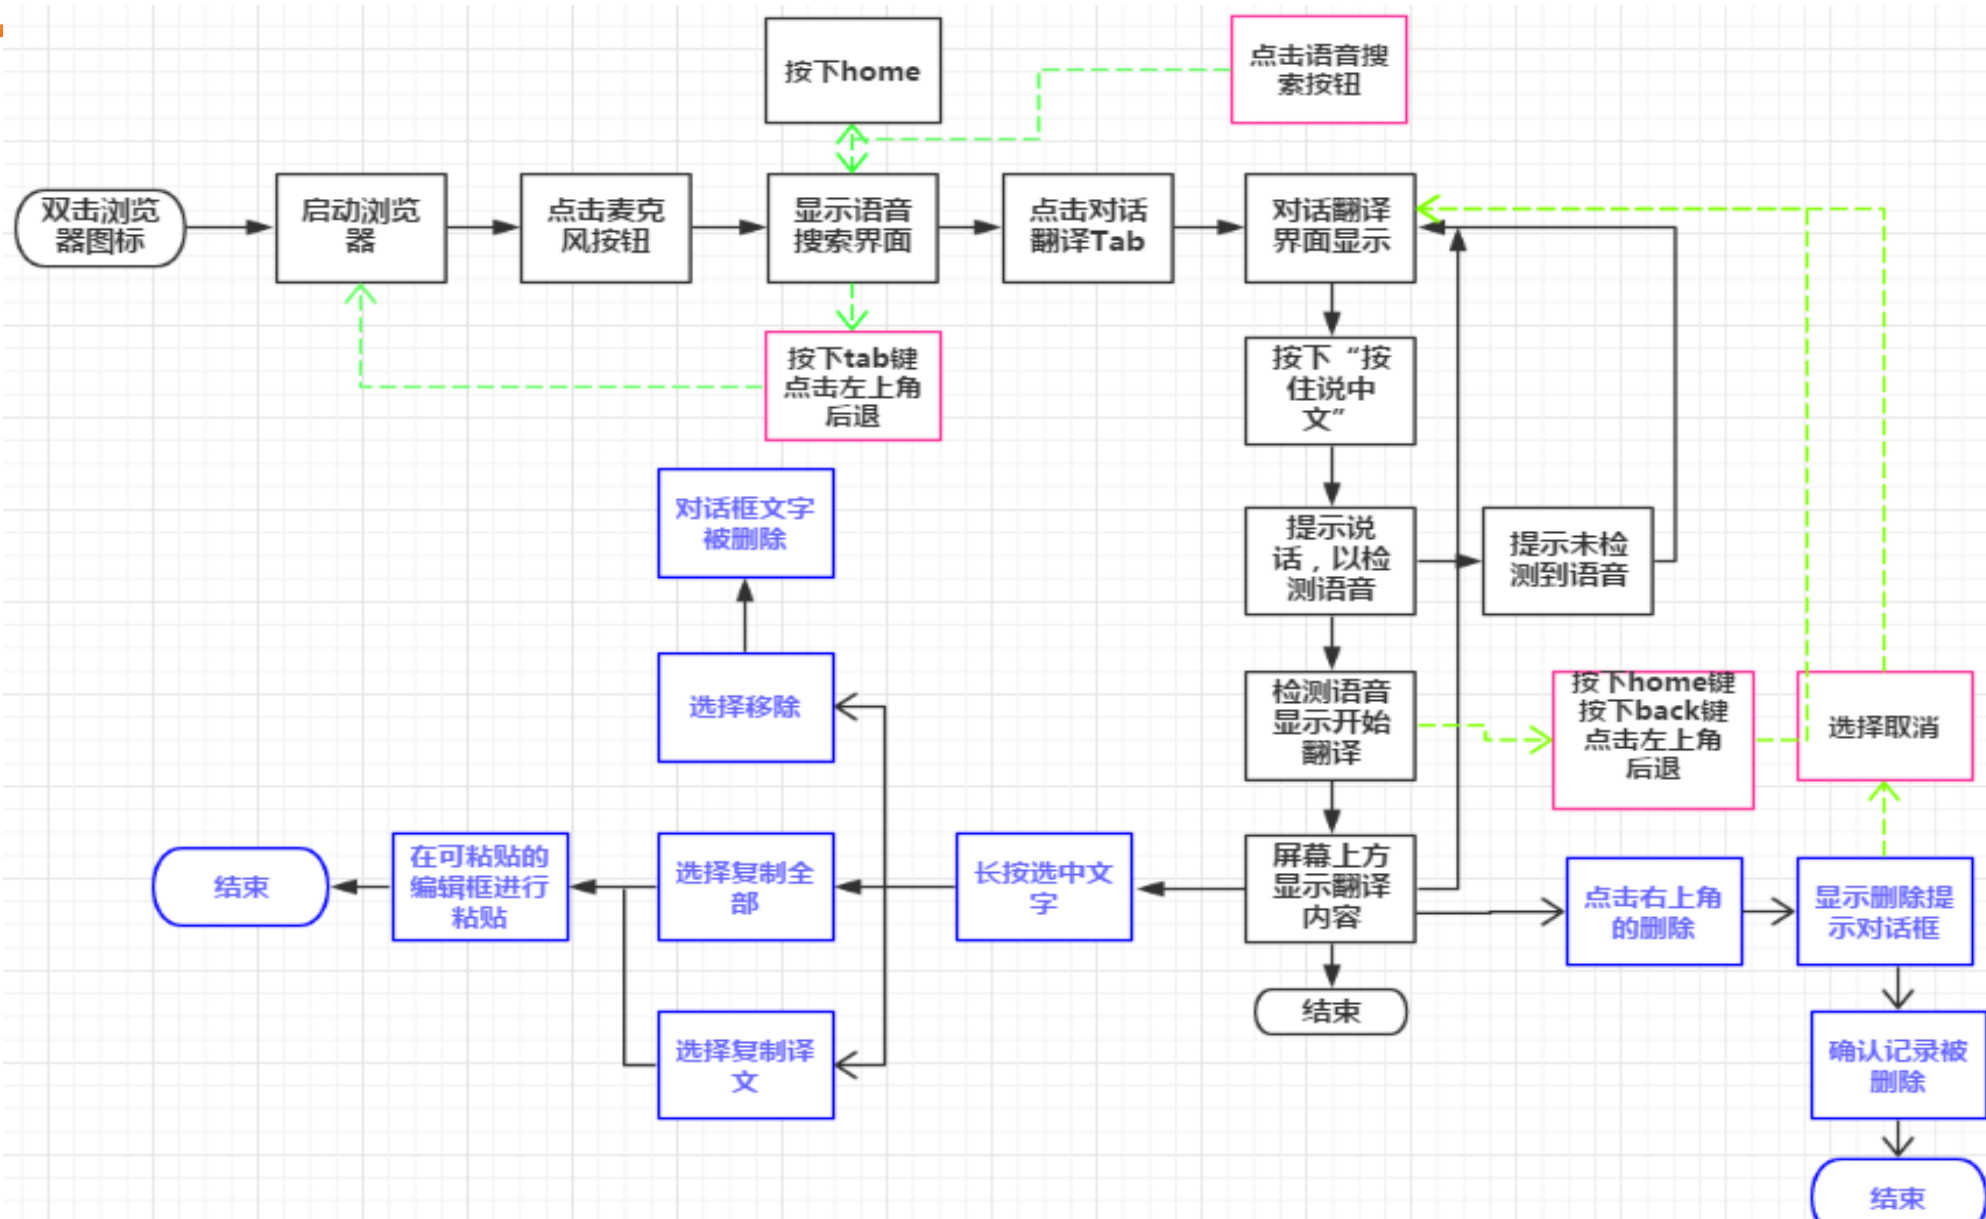 按下home
点击语音搜
索按钮
双击浏览
器图标
启动浏览
器
点击麦克
风按钮
显示语音
搜索界面
点击对话
翻译Tab
对话翻译
界面显示
按下tab键
点击左上角
后退
按下“按
住说中
文”
对话框文字
被删除
提示说
话，以检
测语音
提示未检
测到语音
选择移除
检测语音
显示开始
翻译
按下home键
按下back键
点击左上角
后退
选择取消
结束
在可粘贴的
编辑框进行
粘贴
选择复制全
部
长按选中文
字
屏幕上方
显示翻译
内容
点击右上角
的删除
显示删除提
示对话框
结束
选择复制译
文
确认记录被
删除
结束